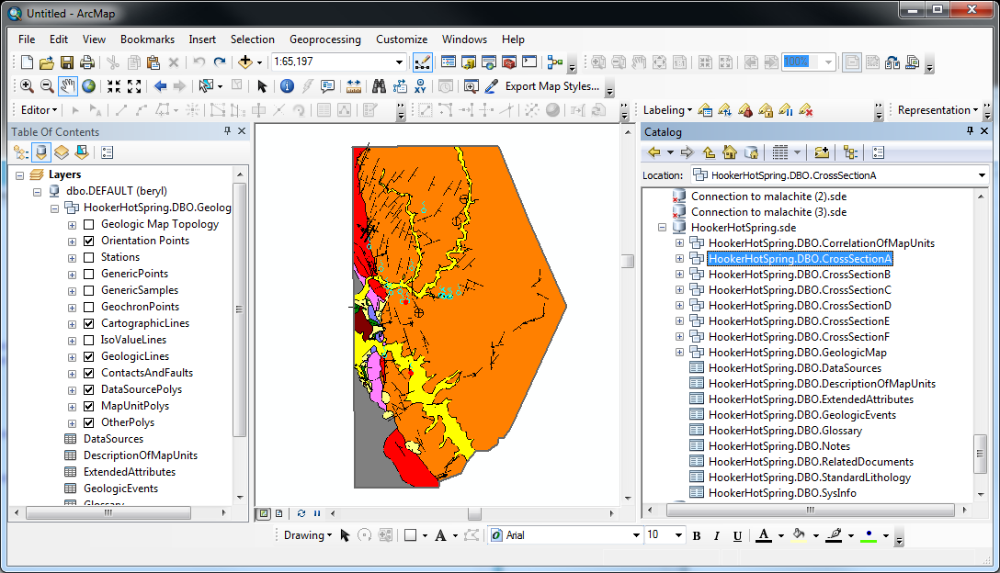 Untitled - ArcMap
File Edit View Bookmarks Insert Selection Geoprocessing Customize Windows Help
1:65,197
100%
Export Map Styles...
Editor
Labeling
Representation
Table Of Contents
Layers
dbo.DEFAULT (beryl)
HookerHotSpring.DBO.Geolog
Geologic Map Topology
Orientation Points
Stations
GenericPoints
GenericSamples
GeochronPoints
CartographicLines
IsoValueLines
GeologicLines
ContactsAndFaults
DataSourcePolys
MapUnitPolys
OtherPolys
DataSources
DescriptionOfMapUnits
ExtendedAttributes
GeologicEvents
Glossary
Catalog
Location: HookerHotSpring.DBO.CrossSectionA
Connection to malachite (2).sde
Connection to malachite (3).sde
HookerHotSpring.sde
HookerHotSpring.DBO.CorrelationOfMapUnits
HookerHotSpring.DBO.CrossSectionA
HookerHotSpring.DBO.CrossSectionB
HookerHotSpring.DBO.CrossSectionC
HookerHotSpring.DBO.CrossSectionD
HookerHotSpring.DBO.CrossSectionE
HookerHotSpring.DBO.CrossSectionF
HookerHotSpring.DBO.GeologicMap
HookerHotSpring.DBO.DataSources
HookerHotSpring.DBO.DescriptionOfMapUnits
HookerHotSpring.DBO.ExtendedAttributes
HookerHotSpring.DBO.GeologicEvents
HookerHotSpring.DBO.Glossary
HookerHotSpring.DBO.Notes
HookerHotSpring.DBO.RelatedDocuments
HookerHotSpring.DBO.StandardLithology
HookerHotSpring.DBO.SysInfo
Drawing A Arial 10 B I U A